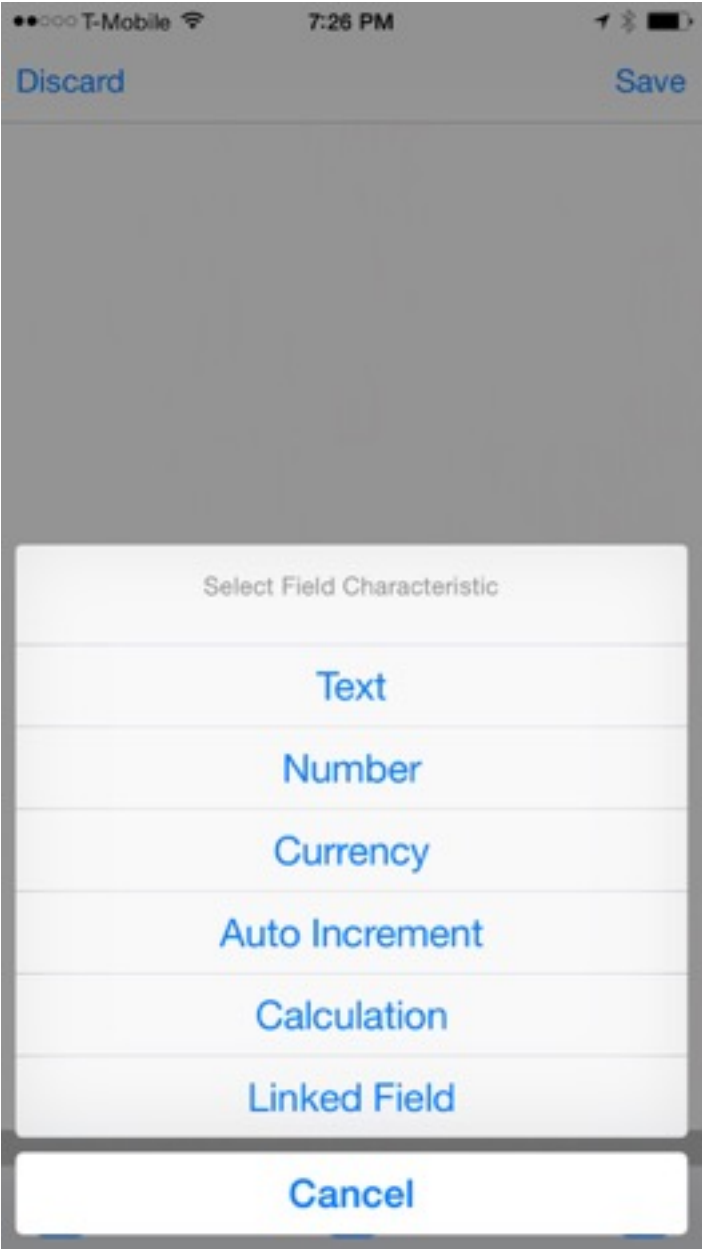 T-Mobile 7:26 PM
Discard Save
Select Field Characteristic
Text
Number
Currency
Auto Increment
Calculation
Linked Field
Cancel